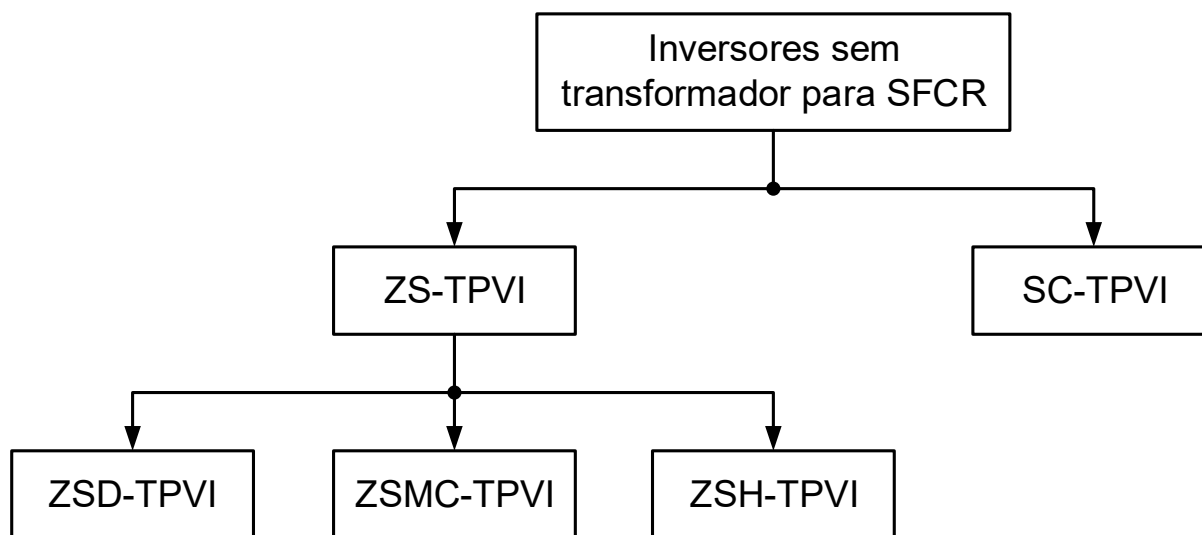 Inversores sem
transformador para SFCR
ZS-TPVI
SC-TPVI
ZSD-TPVI
ZSMC-TPVI
ZSH-TPVI